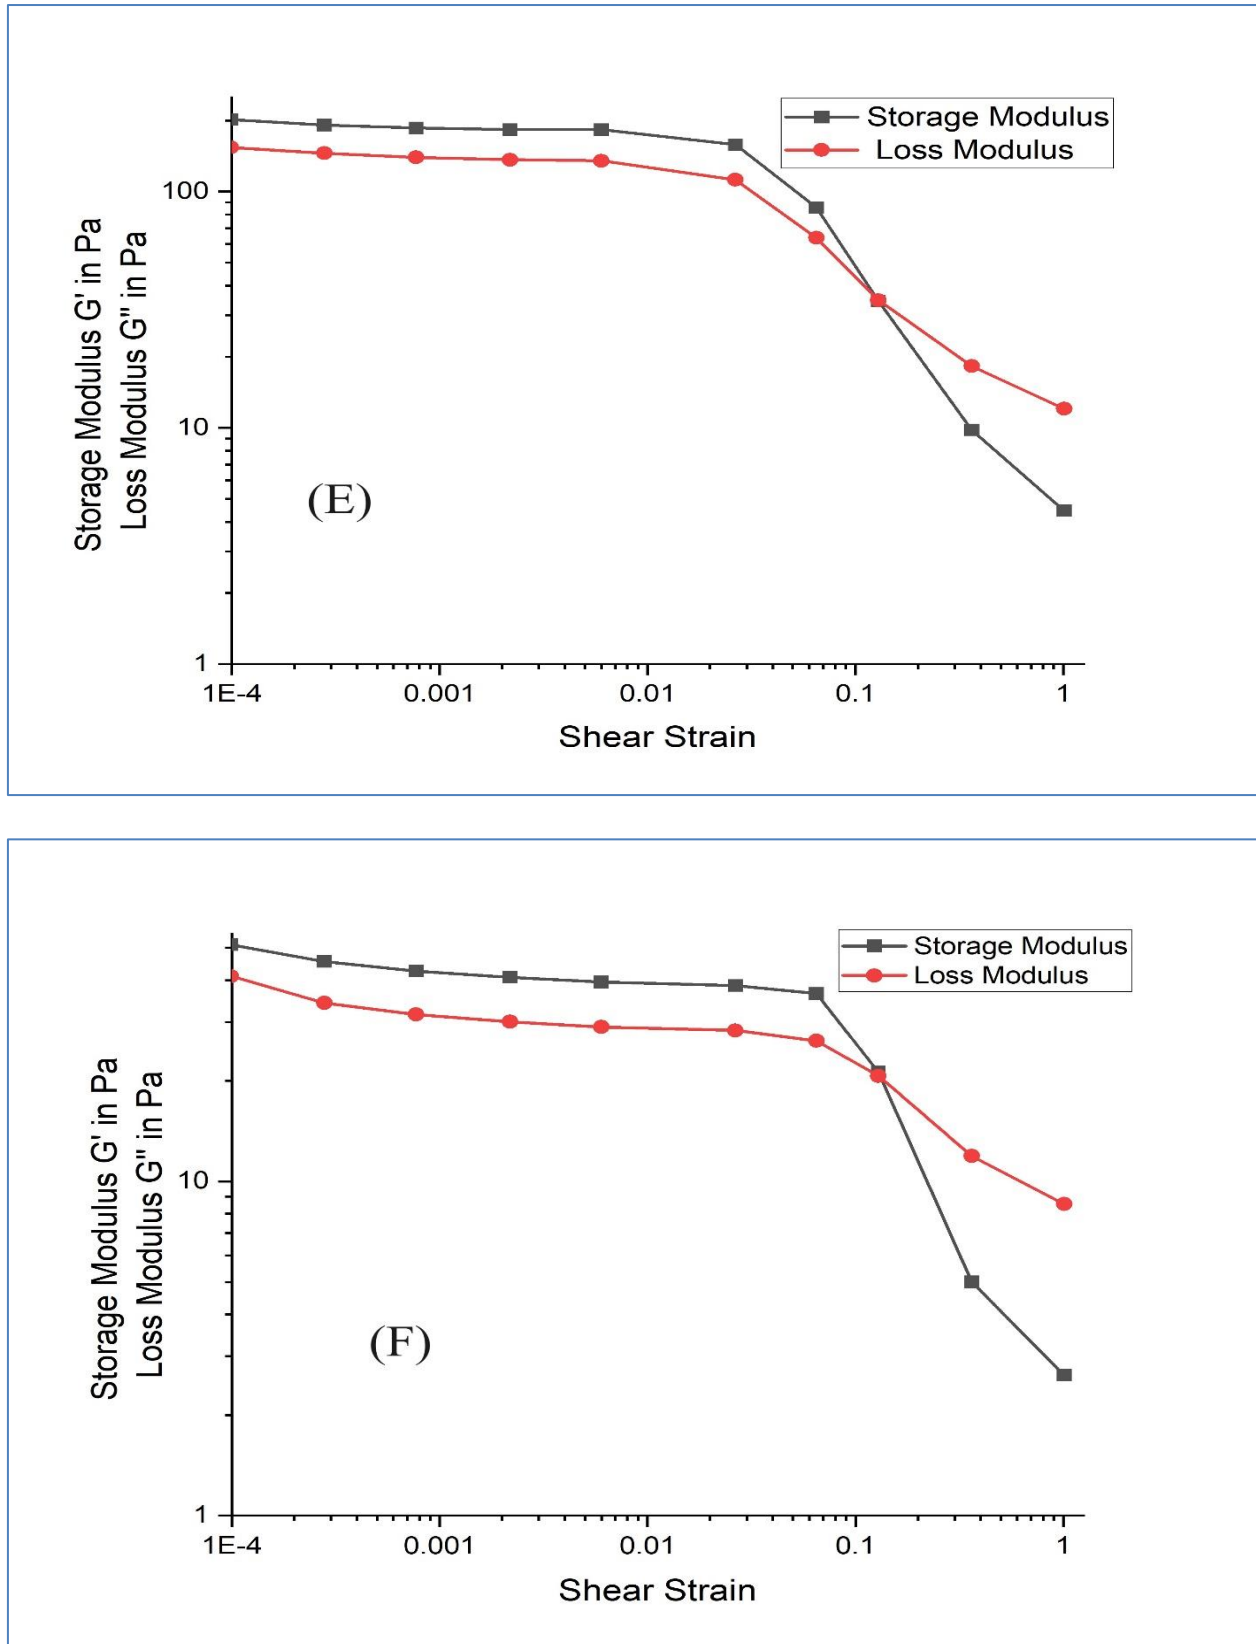 Storage Modulus
Loss Modulus
Storage Modulus G' in Pa
Loss Modulus G" in Pa
100
10
1
(E)
1E-4
0.001
0.01
0.1
1
Shear Strain
Storage Modulus
Loss Modulus
Storage Modulus G' in Pa
Loss Modulus G" in Pa
10
1
(F)
1E-4
0.001
0.01
0.1
1
Shear Strain